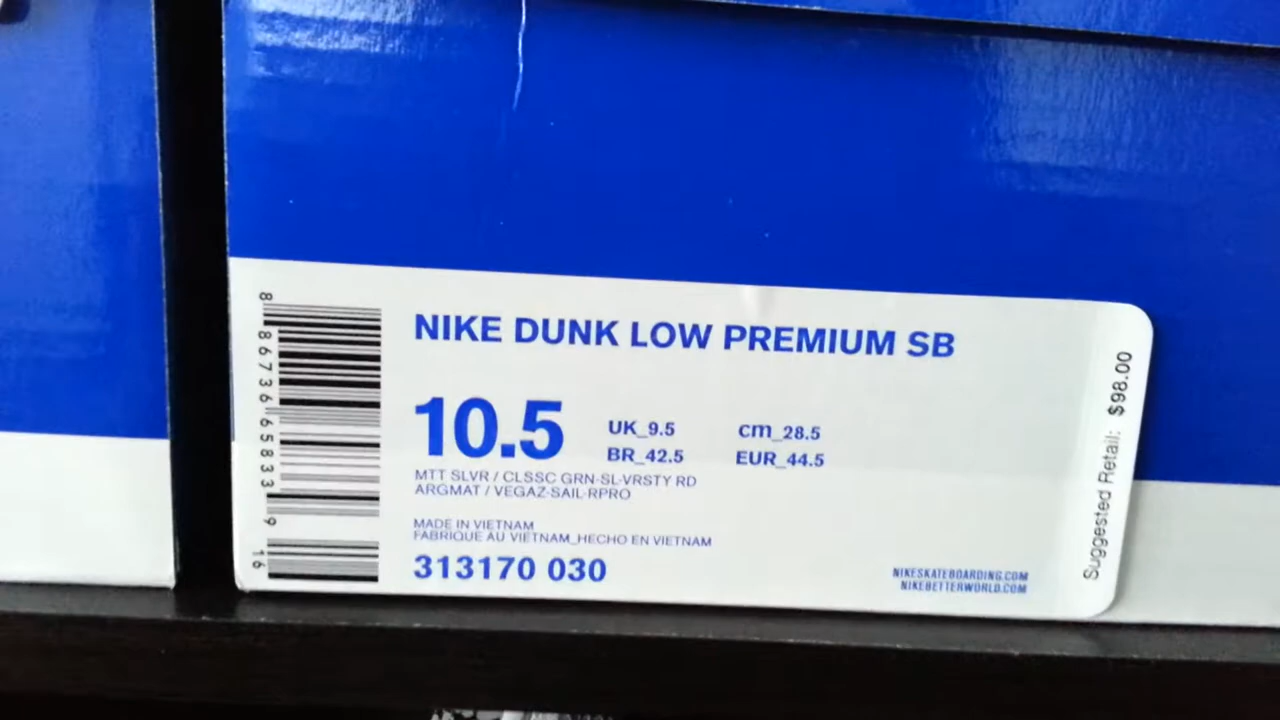 NIKE DUNK LOW PREMIUM SB
10.5
UK_9.5
cm_28.5
BR_42.5
EUR_44.5
MTT SLVR / CLSSC GRN-SL-VRSTY RD
ARGMAT / VEGAZ-SAIL-RPRO
MADE IN VIETNAM
FABRIQUE AU VIETNAM_HECHO EN VIETNAM
313170 030
NIKESKATEBOARDING.COM
NIKEBETTERWORLD.COM
Suggested Retail: $98.00
8 86736 65833 9
16